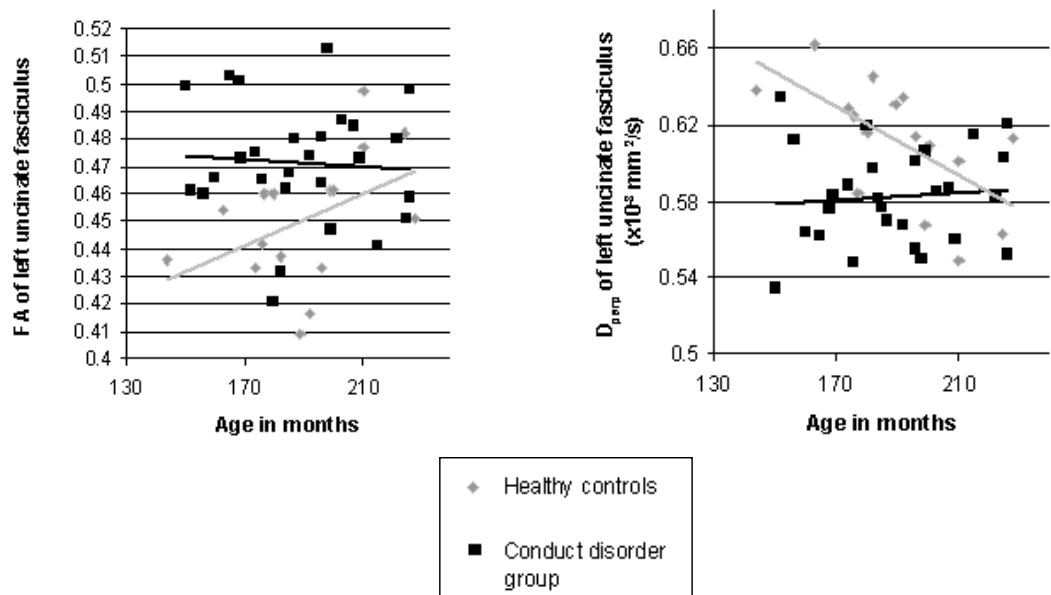 FA of left uncinate fasciculus
0.52
0.51
0.5
0.49
0.48
0.47
0.46
0.45
0.44
0.43
0.42
0.41
0.4
130 170 210
Age in months
D perp of left uncinate fasciculus
(x10⁻³ mm²/s)
0.66
0.62
0.58
0.54
0.5
130 170 210
Age in months
Healthy controls
Conduct disorder
group